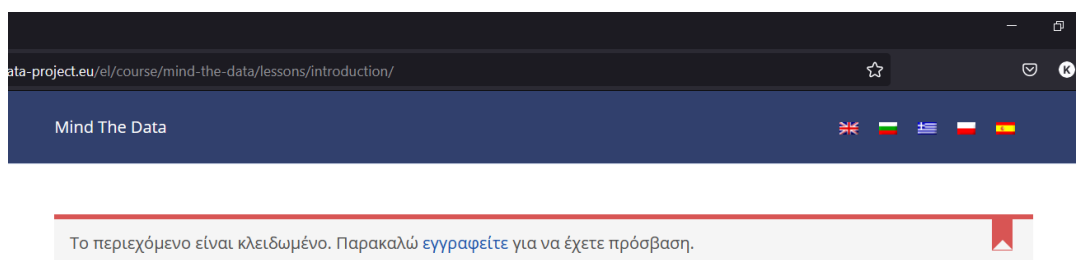 ata-project.eu/el/course/mind-the-data/lessons/introduction/
K
Mind The Data
Το περιεχόμενο είναι κλειδωμένο. Παρακαλώ εγγραφείτε για να έχετε πρόσβαση.